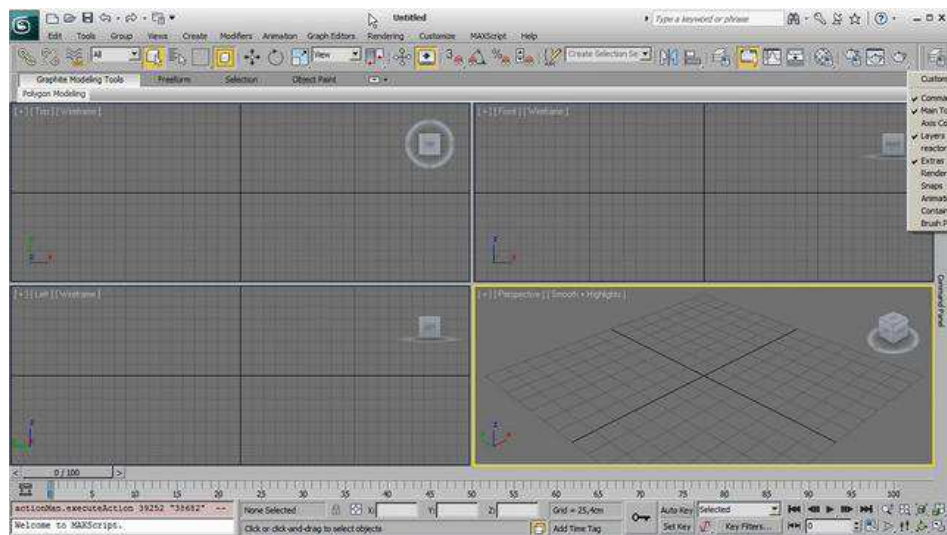 Untitled
Type a keyword or phrase
Edit Tools Group Views Create Modifiers Animation Graph Editors Rendering Customize MAXScript Help
All
View
Create Selection Se
Graphite Modeling Tools Freeform Selection Object Paint
Polygon Modeling
Custom
Comma
Main To
Axis Co
Layers
reactor
Extras
Render
Snaps
Animat
Contain
Brush P
[+][Top][Wireframe]
[+][Front][Wireframe]
[+][Left][Wireframe]
[+][Perspective][Smooth + Highlights]
Command Panel
< 0 / 100 >
0 5 10 15 20 25 30 35 40 45 50 55 60 65 70 75 80 85 90 95 100
actionMan.executeAction 39252 "38682" --
None Selected X: Y: Z: Grid = 25,4cm Auto Key Selected
Welcome to MAXScript.
Click or click-and-drag to select objects Add Time Tag Set Key Key Filters... 0